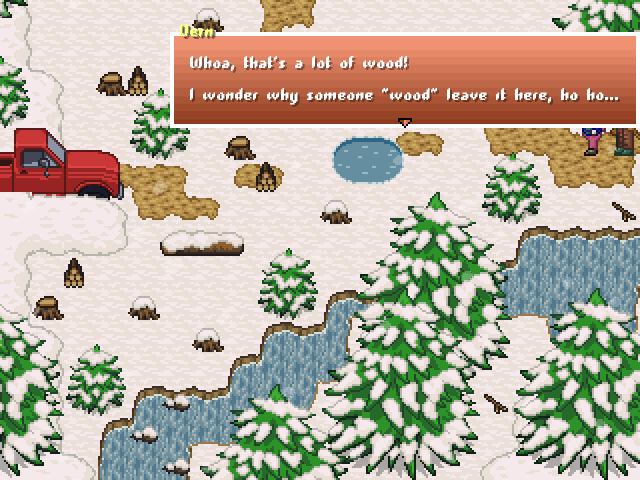 Vern
Whoa, that's a lot of wood!
I wonder why someone "wood" leave it here, ho ho...